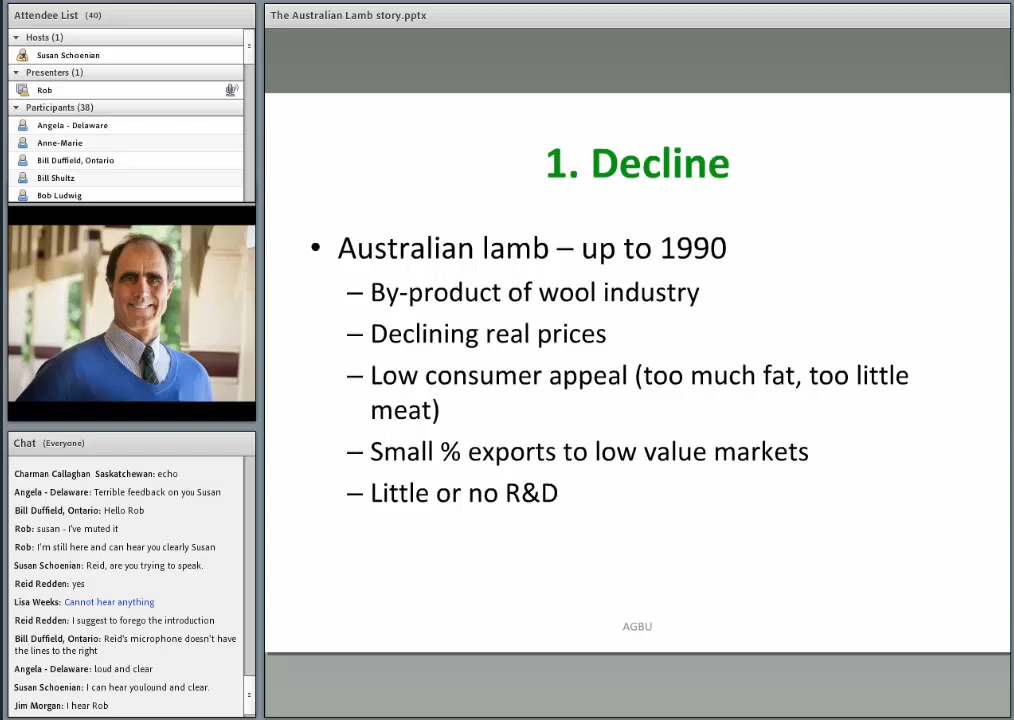 Attendee List (40)
Hosts (1)
Susan Schoenian
Presenters (1)
Rob
Participants (38)
Angela - Delaware
Anne-Marie
Bill Duffield, Ontario
Bill Shultz
Bob Ludwig
Chat (Everyone)
Charman Callaghan Saskatchewan: echo
Angela - Delaware: Terrible feedback on you Susan
Bill Duffield, Ontario: Hello Rob
Rob: susan - I've muted it
Rob: I'm still here and can hear you clearly Susan
Susan Schoenian: Reid, are you trying to speak.
Reid Redden: yes
Lisa Weeks: Cannot hear anything
Reid Redden: I suggest to forego the introduction
Bill Duffield, Ontario: Reid's microphone doesn't have
the lines to the right
Angela - Delaware: loud and clear
Susan Schoenian: I can hear youlound and clear.
Jim Morgan: I hear Rob
The Australian Lamb story.pptx
1. Decline
• Australian lamb – up to 1990
– By-product of wool industry
– Declining real prices
– Low consumer appeal (too much fat, too little
meat)
– Small % exports to low value markets
– Little or no R&D
AGBU